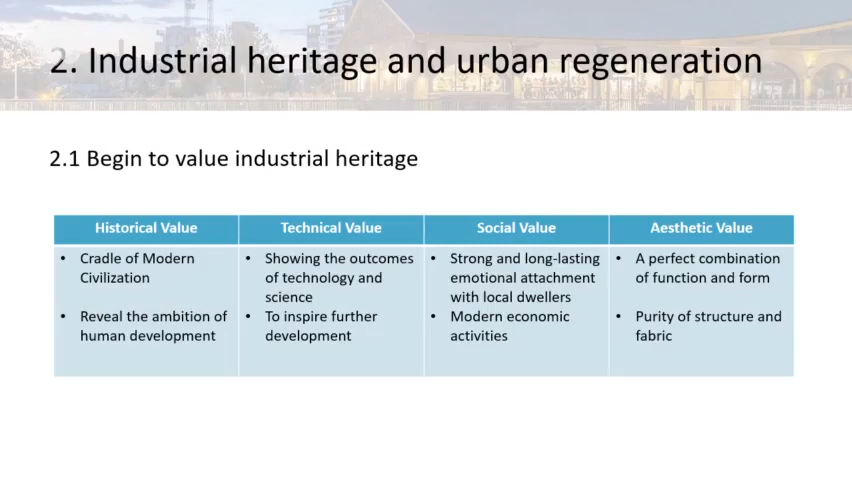 2. Industrial heritage and urban regeneration
2.1 Begin to value industrial heritage
Historical Value
Technical Value
Social Value
Aesthetic Value
• Cradle of Modern
Civilization
• Reveal the ambition of
human development
• Showing the outcomes
of technology and
science
• To inspire further
development
• Strong and long-lasting
emotional attachment
with local dwellers
• Modern economic
activities
• A perfect combination
of function and form
• Purity of structure and
fabric